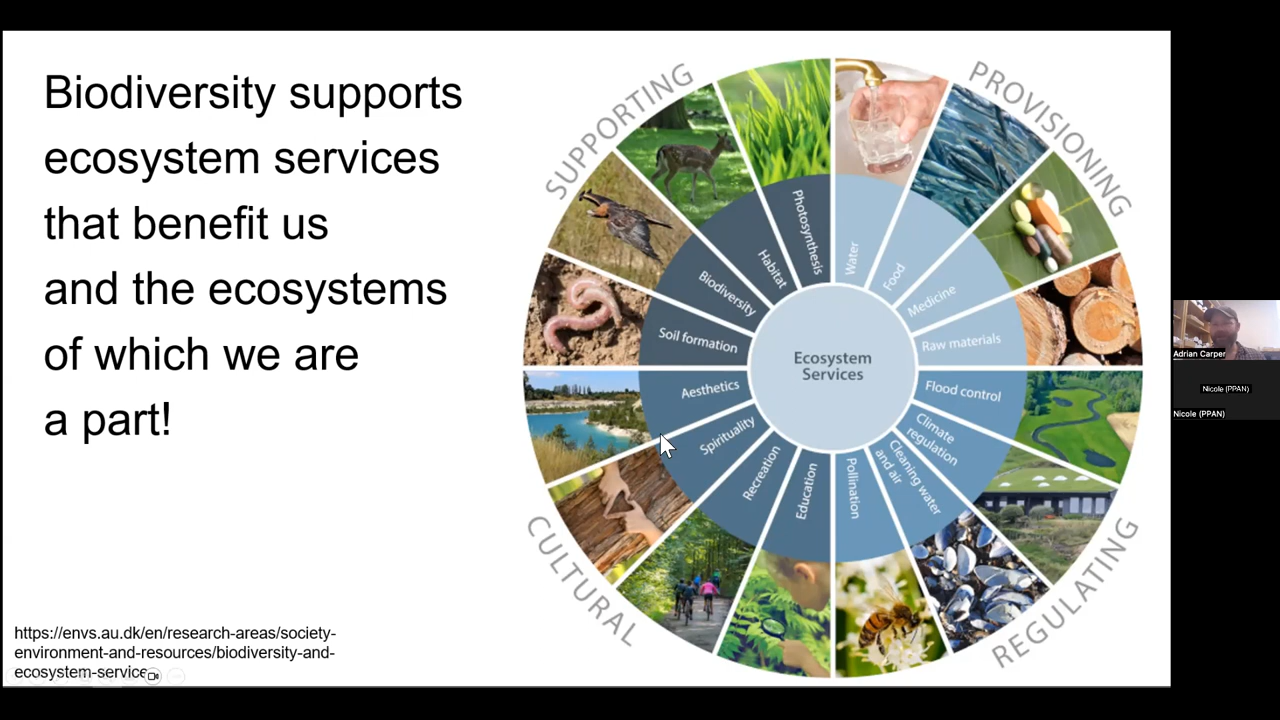 Biodiversity supports
ecosystem services
that benefit us
and the ecosystems
of which we are
a part!
https://envs.au.dk/en/research-areas/society-
environment-and-resources/biodiversity-and-
ecosystem-service
SUPPORTING
PROVISIONING
CULTURAL
REGULATING
Ecosystem
Services
Photosynthesis
Habitat
Biodiversity
Soil formation
Water
Food
Medicine
Raw materials
Flood control
Climate
regulation
Cleaning water
and air
Pollination
Education
Recreation
Spirituality
Aesthetics
Adrian Carper
Nicole (PPAN)
Nicole (PPAN)